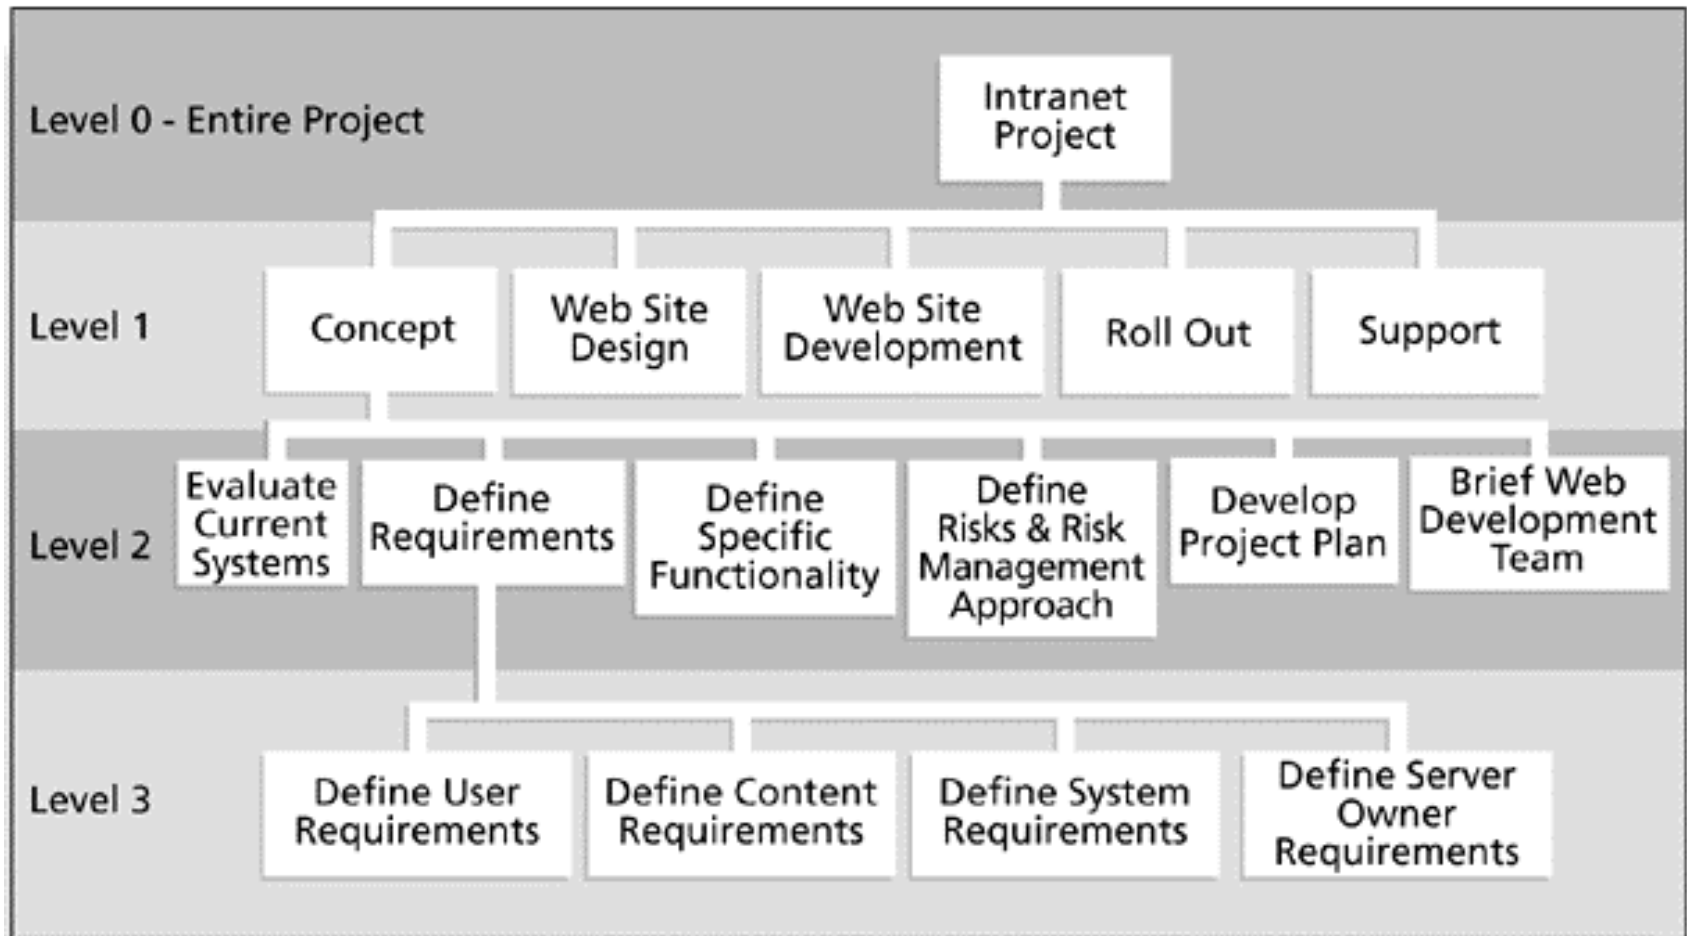 Level 0 - Entire Project
Intranet
Project
Level 1
Concept
Web Site
Design
Web Site
Development
Roll Out
Support
Level 2
Evaluate
Current
Systems
Define
Requirements
Define
Specific
Functionality
Define
Risks & Risk
Management
Approach
Develop
Project Plan
Brief Web
Development
Team
Level 3
Define User
Requirements
Define Content
Requirements
Define System
Requirements
Define Server
Owner
Requirements